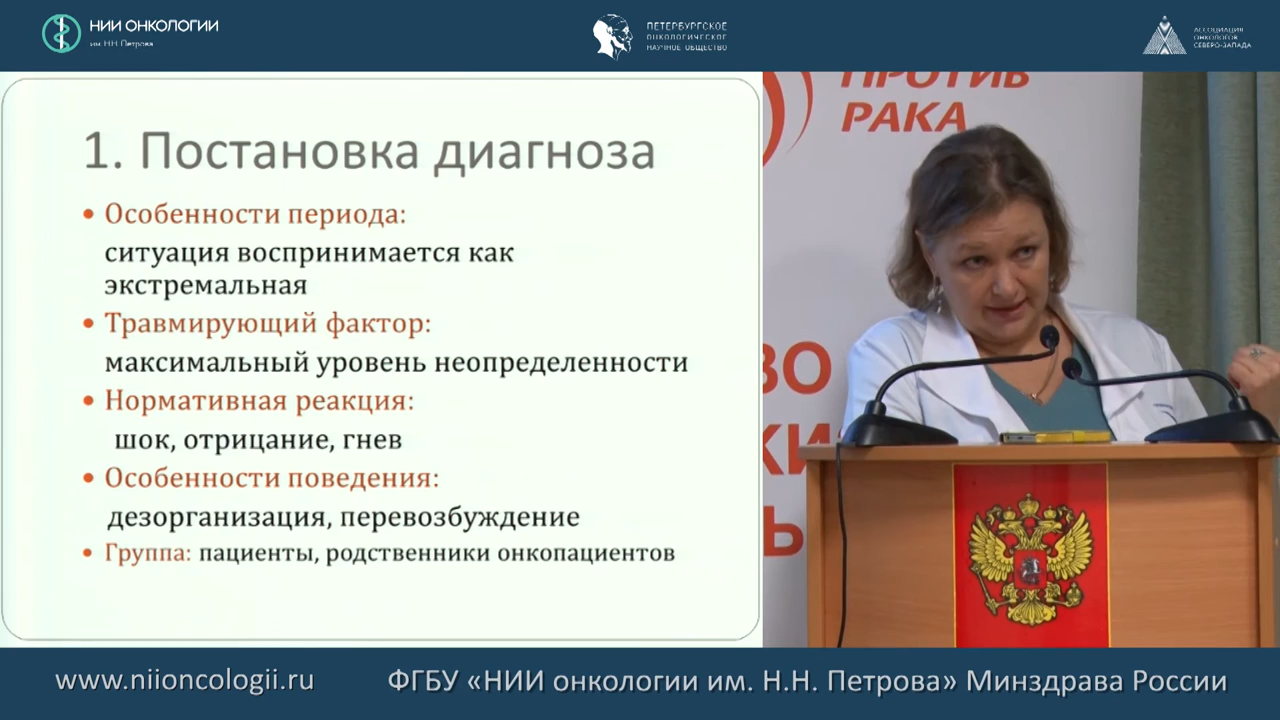 НИИ ОНКОЛОГИИ
им. Н.Н. Петрова
ПЕТЕРБУРГСКОЕ
ОНКОЛОГИЧЕСКОЕ
НАУЧНОЕ ОБЩЕСТВО
АССОЦИАЦИЯ
ОНКОЛОГОВ
СЕВЕРО-ЗАПАДА
1. Постановка диагноза
• Особенности периода:
ситуация воспринимается как
экстремальная
• Травмирующий фактор:
максимальный уровень неопределенности
• Нормативная реакция:
шок, отрицание, гнев
• Особенности поведения:
дезорганизация, перевозбуждение
• Группа: пациенты, родственники онкопациентов
ПРОТИВ
РАКА
www.niioncologii.ru
ФГБУ «НИИ онкологии им. Н.Н. Петрова» Минздрава России